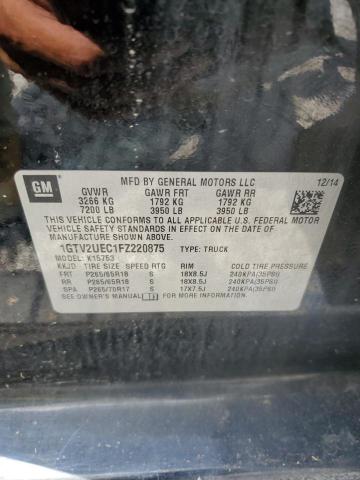 GM
MFD BY GENERAL MOTORS LLC 12/14
GVWR GAWR FRT GAWR RR
3266 KG 1792 KG 1792 KG
7200 LB 3950 LB 3950 LB
THIS VEHICLE CONFORMS TO ALL APPLICABLE U.S. FEDERAL MOTOR
VEHICLE SAFETY AND THEFT PREVENTION STANDARDS IN
EFFECT ON THE DATE OF MANUFACTURE SHOWN ABOVE.
1GTV2UEC1FZ220875 TYPE: TRUCK
MODEL: K15753
KKJD TIRE SIZE SPEED RTG RIM COLD TIRE PRESSURE
FRT P265/65R18 S 18X8.5J 240KPA(35PSI)
RR P265/65R18 S 18X8.5J 240KPA(35PSI)
SPA P265/70R17 S 17X7.5J 240KPA(35PSI)
SEE OWNER'S MANUAL FOR MORE INFORMATION.